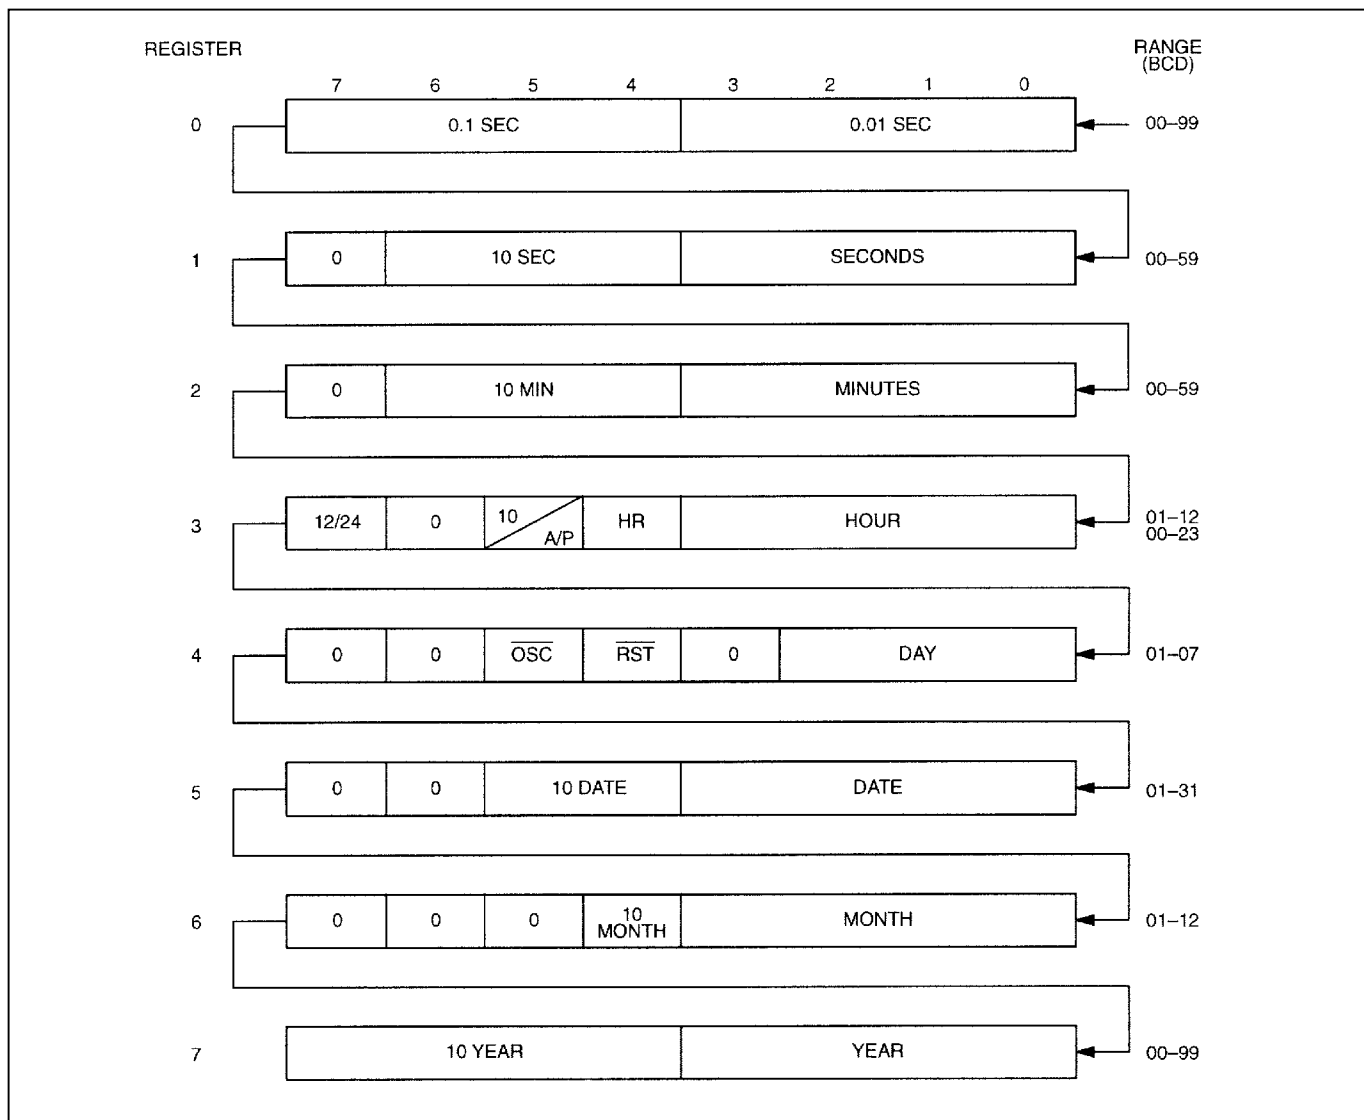 REGISTER
RANGE
(BCD)
7 6 5 4 3 2 1 0
0 0.1 SEC 0.01 SEC 00–99
1 0 10 SEC SECONDS 00–59
2 0 10 MIN MINUTES 00–59
3 12/24 0 10 A/P HR HOUR 01–12
00–23
4 0 0 O̅S̅C̅ R̅S̅T̅ 0 DAY 01–07
5 0 0 10 DATE DATE 01–31
6 0 0 0 10 MONTH MONTH 01–12
7 10 YEAR YEAR 00–99